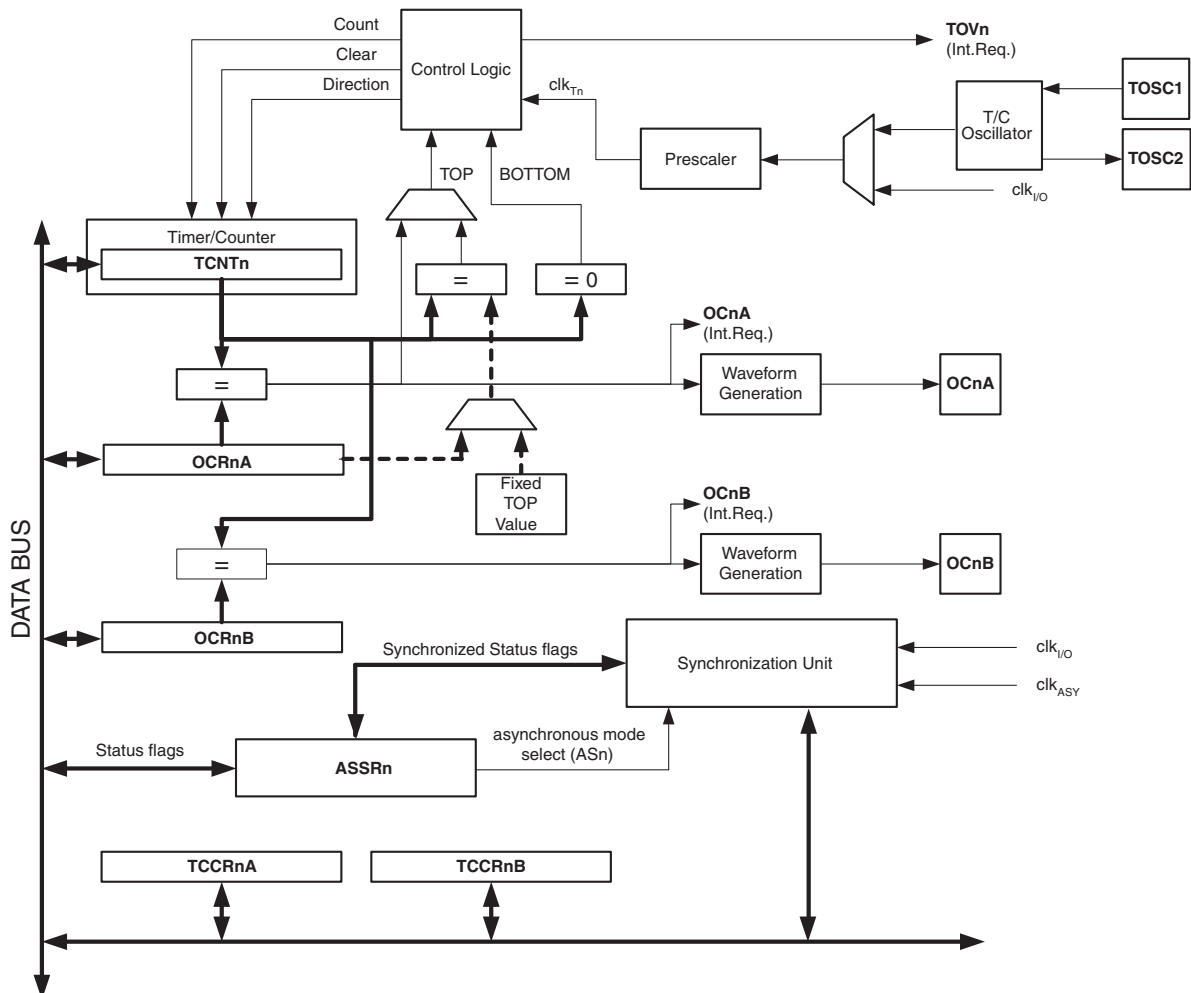 Count
Clear
Direction
Control Logic
TOVn
(Int.Req.)
clkTn
TOSC1
T/C
Oscillator
TOSC2
Prescaler
clkI/O
TOP
BOTTOM
Timer/Counter
TCNTn
=
= 0
OCnA
(Int.Req.)
=
Waveform
Generation
OCnA
OCRnA
Fixed
TOP
Value
OCnB
(Int.Req.)
=
Waveform
Generation
OCnB
DATA BUS
OCRnB
Synchronized Status flags
Synchronization Unit
clkI/O
clkASY
Status flags
ASSRn
asynchronous mode
select (ASn)
TCCRnA
TCCRnB